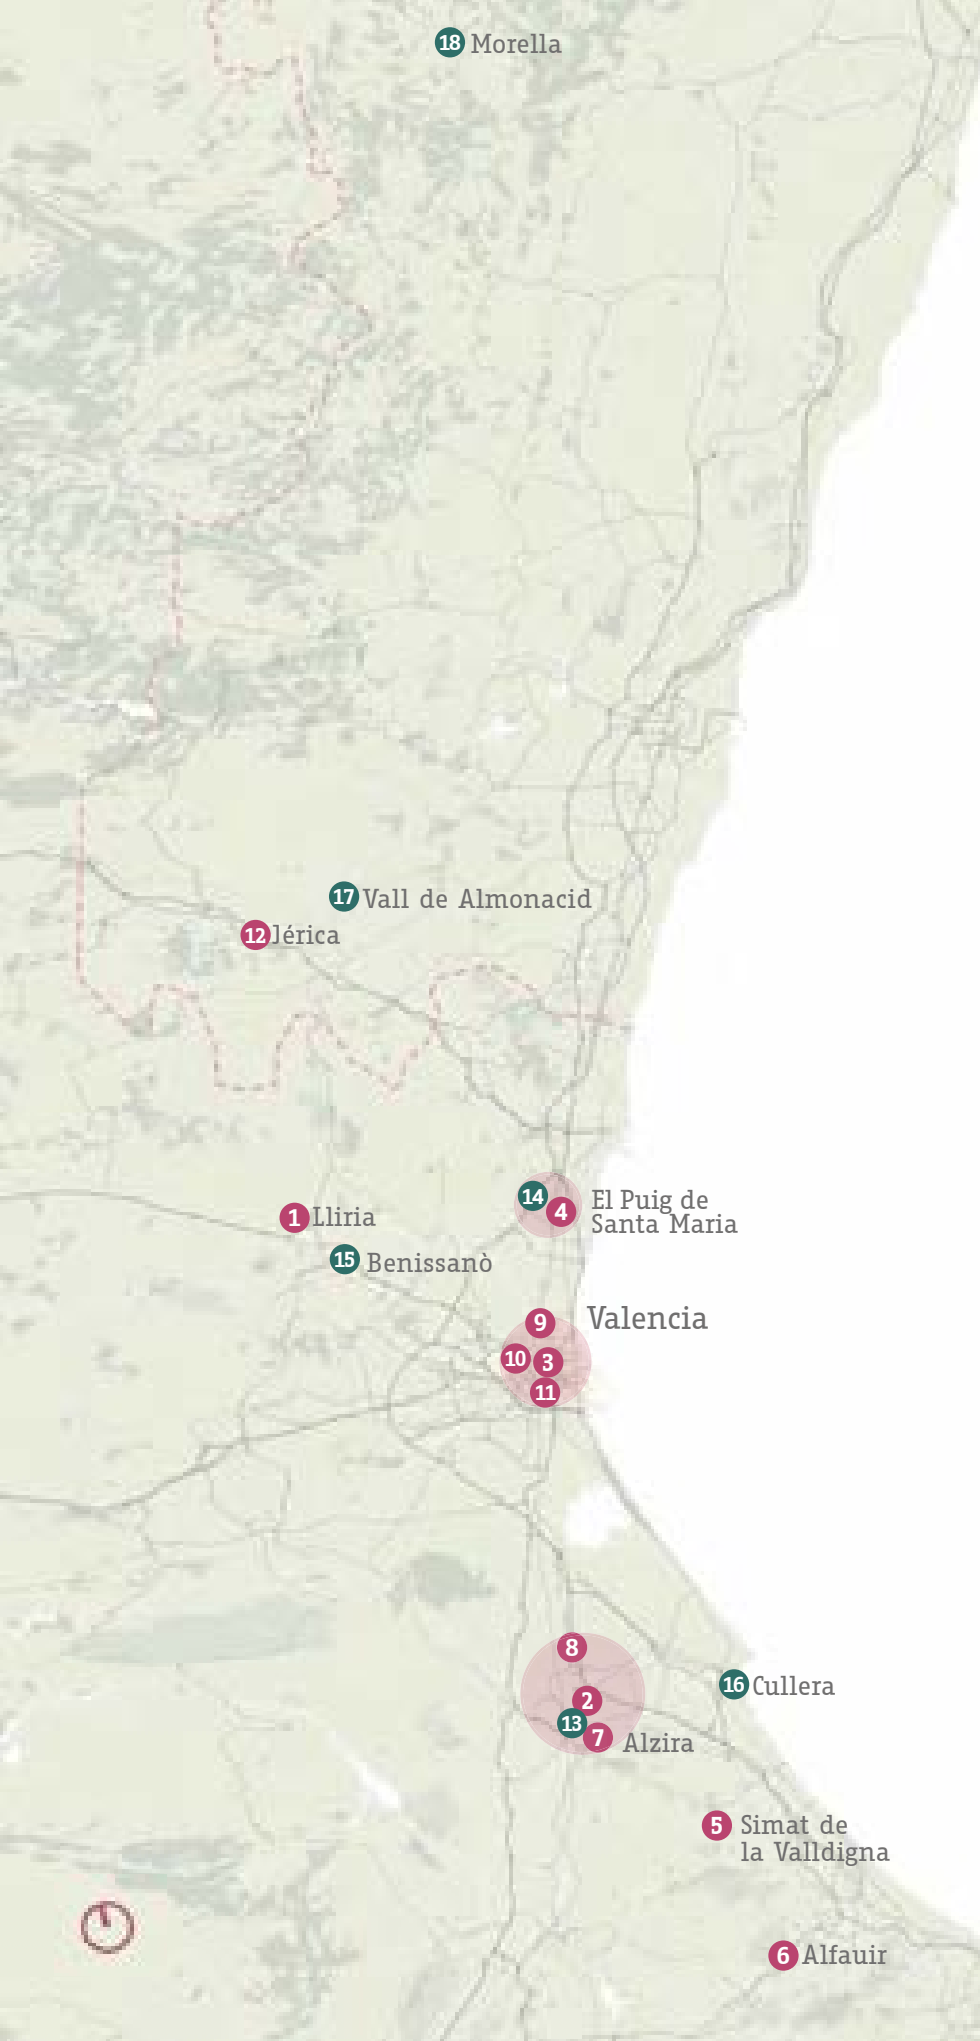 18 Morella
17 Vall de Almonacid
12 Jérica
14
4
El Puig de
Santa Maria
1 Lliria
15 Benissanò
Valencia
9
10
3
11
8
2
13
7
Alzira
16 Cullera
5
Simat de
la Valldigna
6 Alfauir